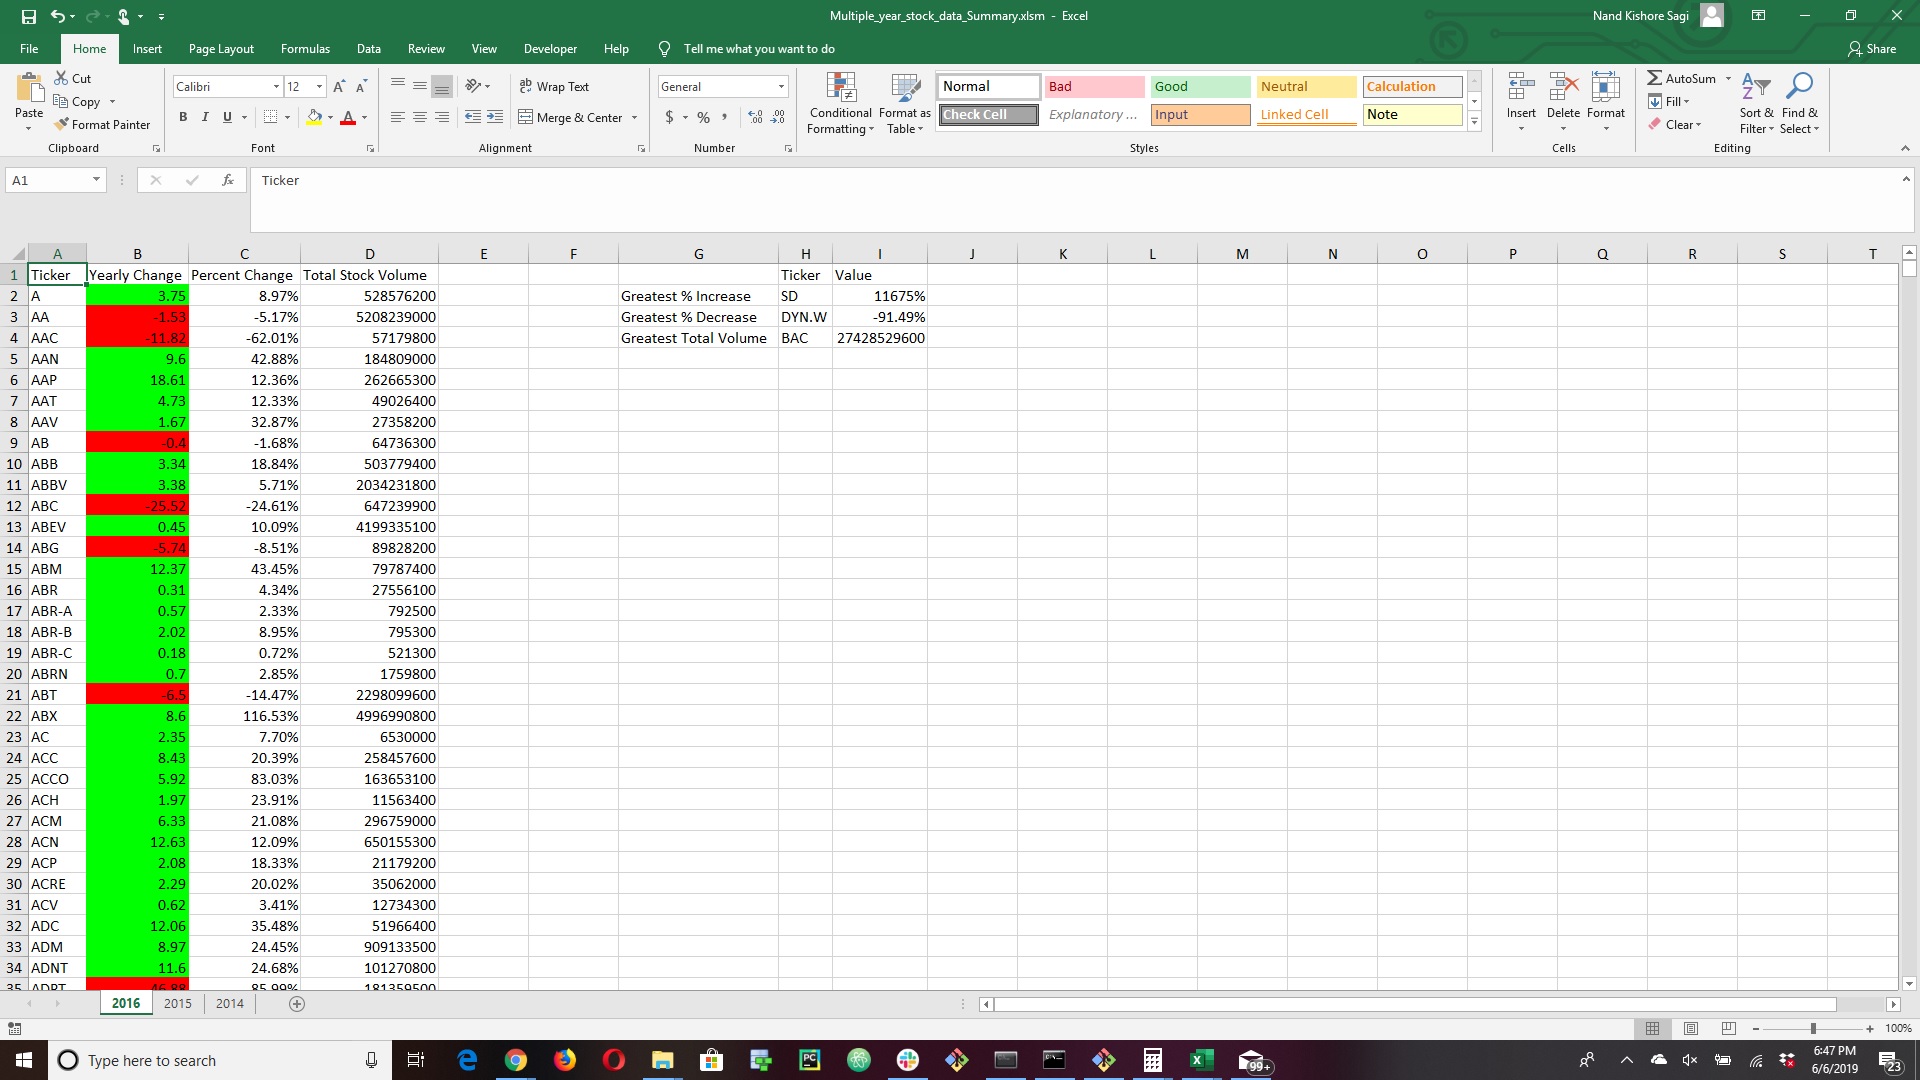 Multiple_year_stock_data_Summary.xlsm - Excel
Nand Kishore Sagi
File Home Insert Page Layout Formulas Data Review View Developer Help Tell me what you want to do Share
Paste
Cut
Copy
Format Painter
Clipboard
Calibri 12
B I U
Font
Wrap Text
Merge & Center
Alignment
General
$ % ,
Number
Conditional Formatting
Format as Table
Normal Bad Good Neutral Calculation
Check Cell Explanatory ... Input Linked Cell Note
Styles
Insert Delete Format
Cells
AutoSum
Fill
Clear
Sort & Filter
Find & Select
Editing
A1 fx Ticker
A B C D E F G H I J K L M N O P Q R S T
1 Ticker Yearly Change Percent Change Total Stock Volume Ticker Value
2 A 3.75 8.97% 528576200 Greatest % Increase SD 11675%
3 AA -1.53 -5.17% 5208239000 Greatest % Decrease DYN.W -91.49%
4 AAC -11.82 -62.01% 57179800 Greatest Total Volume BAC 27428529600
5 AAN 9.6 42.88% 184809000
6 AAP 18.61 12.36% 262665300
7 AAT 4.73 12.33% 49026400
8 AAV 1.67 32.87% 27358200
9 AB -0.4 -1.68% 64736300
10 ABB 3.34 18.84% 503779400
11 ABBV 3.38 5.71% 2034231800
12 ABC -25.52 -24.61% 647239900
13 ABEV 0.45 10.09% 4199335100
14 ABG -5.74 -8.51% 89828200
15 ABM 12.37 43.45% 79787400
16 ABR 0.31 4.34% 27556100
17 ABR-A 0.57 2.33% 792500
18 ABR-B 2.02 8.95% 795300
19 ABR-C 0.18 0.72% 521300
20 ABRN 0.7 2.85% 1759800
21 ABT -6.5 -14.47% 2298099600
22 ABX 8.6 116.53% 4996990800
23 AC 2.35 7.70% 6530000
24 ACC 8.43 20.39% 258457600
25 ACCO 5.92 83.03% 163653100
26 ACH 1.97 23.91% 11563400
27 ACM 6.33 21.08% 296759000
28 ACN 12.63 12.09% 650155300
29 ACP 2.08 18.33% 21179200
30 ACRE 2.29 20.02% 35062000
31 ACV 0.62 3.41% 12734300
32 ADC 12.06 35.48% 51966400
33 ADM 8.97 24.45% 909133500
34 ADNT 11.6 24.68% 101270800
35 ADPT 85.99% 181359500
2016 2015 2014
100%
Type here to search
PC
99+
6:47 PM
6/6/2019
23